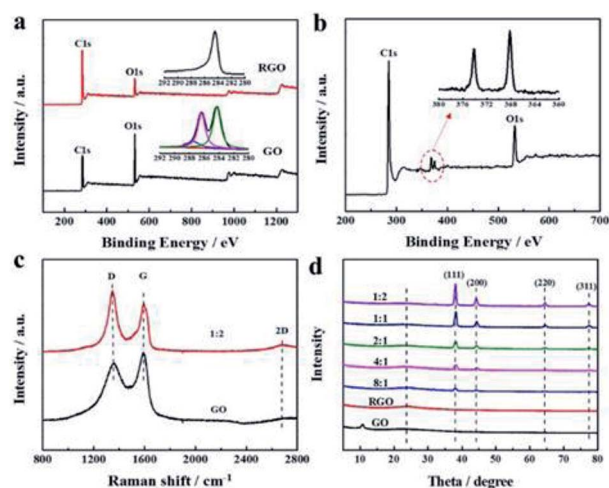 a
C1s
O1s
292 290 288 286 284 282 280
RGO
C1s
O1s
292 290 288 286 284 282 280
GO
Intensity / a.u.
200 400 600 800 1000 1200
Binding Energy / eV
b
C1s
380 376 372 368 364 360
O1s
Intensity / a.u.
200 300 400 500 600 700
Binding Energy / eV
c
D G
1:2 2D
GO
Intensity / a.u.
800 1200 1600 2000 2400 2800
Raman shift / cm-1
d
(111) (200) (220) (311)
1:2
1:1
2:1
4:1
8:1
RGO
GO
Intensity
10 20 30 40 50 60 70 80
Theta / degree